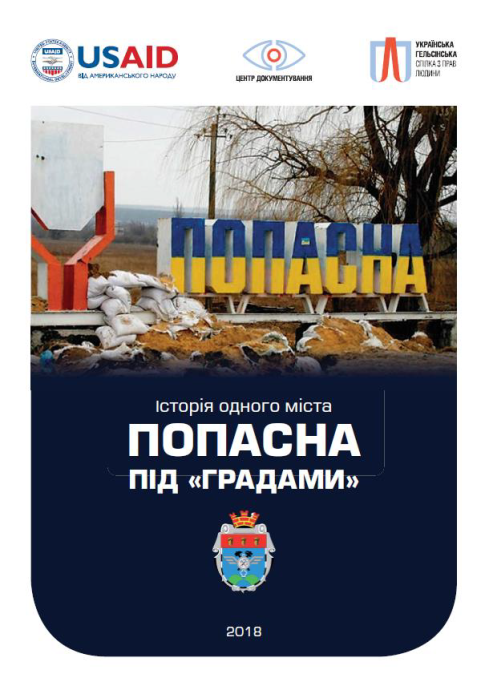 USAID
USAID
ВІД АМЕРИКАНСЬКОГО НАРОДУ
ЦЕНТР ДОКУМЕНТУВАННЯ
УКРАЇНСЬКА
ГЕЛЬСІНСЬКА
СПІЛКА З ПРАВ
ЛЮДИНИ
ПОПАСНА
Історія одного міста
ПОПАСНА
ПІД «ГРАДАМИ»
2018